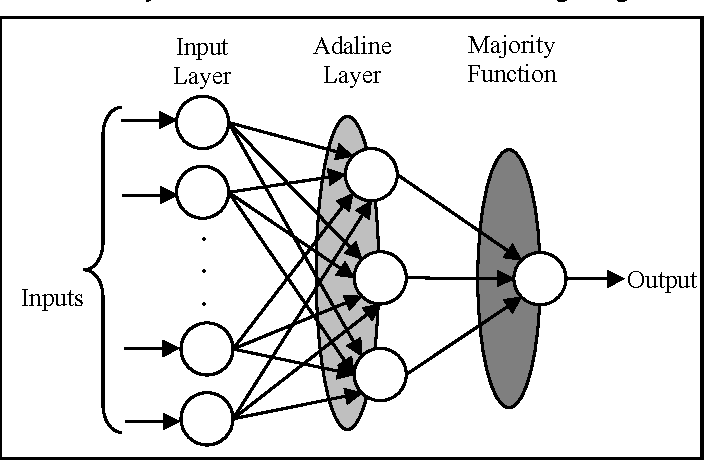 Input
Layer
Adaline
Layer
Majority
Function
Inputs
Output